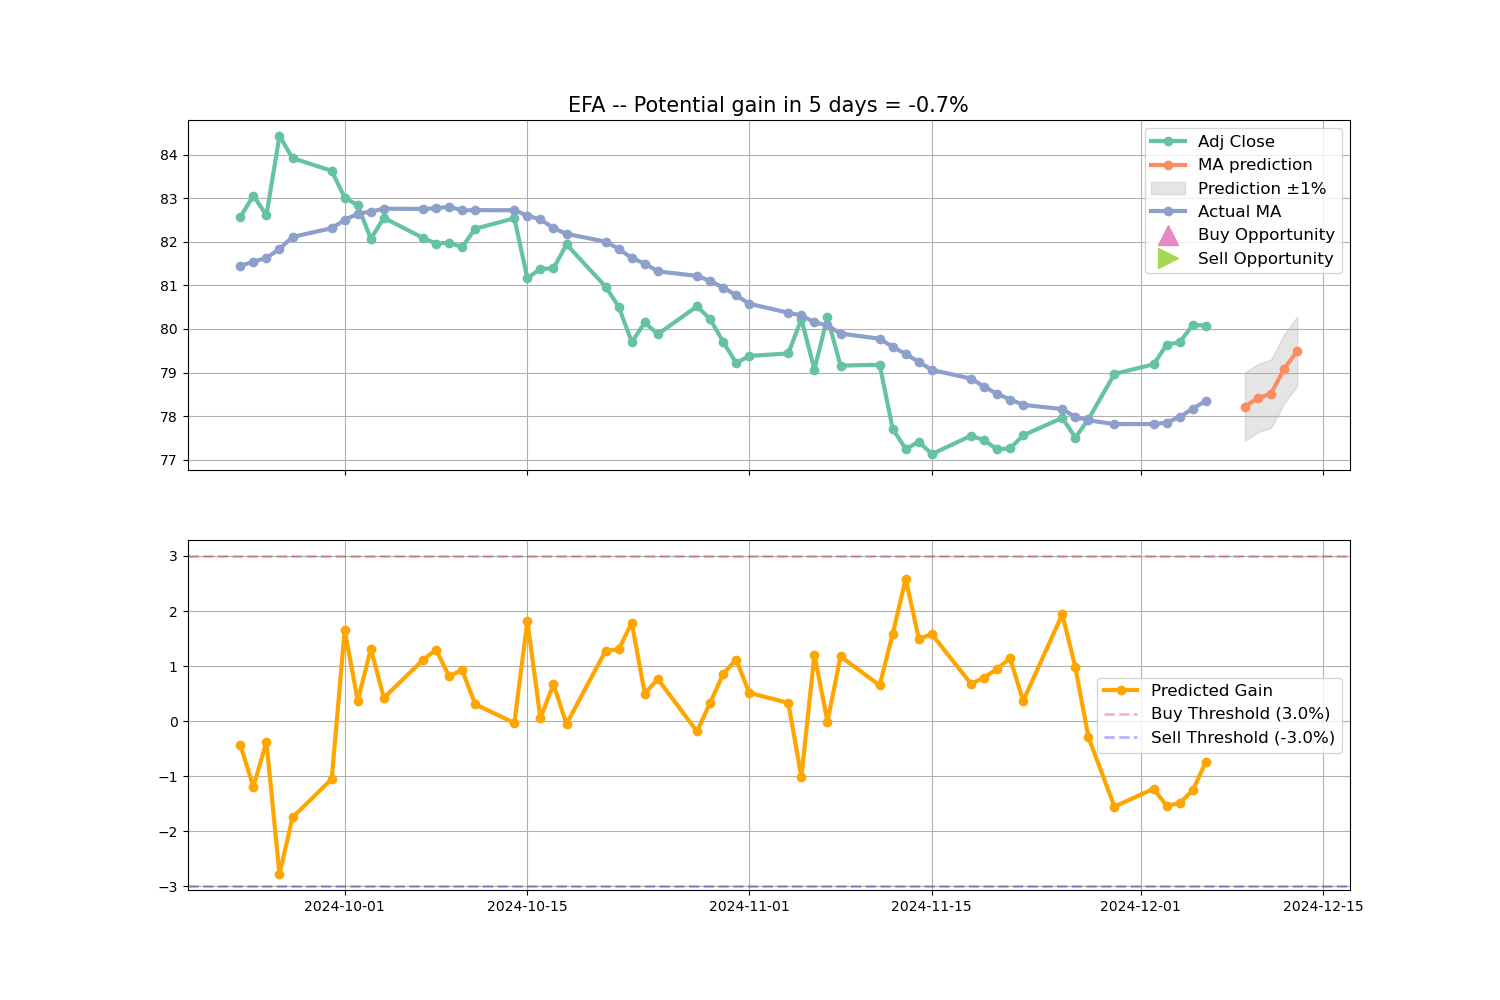 EFA -- Potential gain in 5 days = -0.7%
84
83
82
81
80
79
78
77
Adj Close
MA prediction
Prediction ±1%
Actual MA
Buy Opportunity
Sell Opportunity
3
2
1
0
−1
−2
−3
Predicted Gain
Buy Threshold (3.0%)
Sell Threshold (-3.0%)
2024-10-01
2024-10-15
2024-11-01
2024-11-15
2024-12-01
2024-12-15